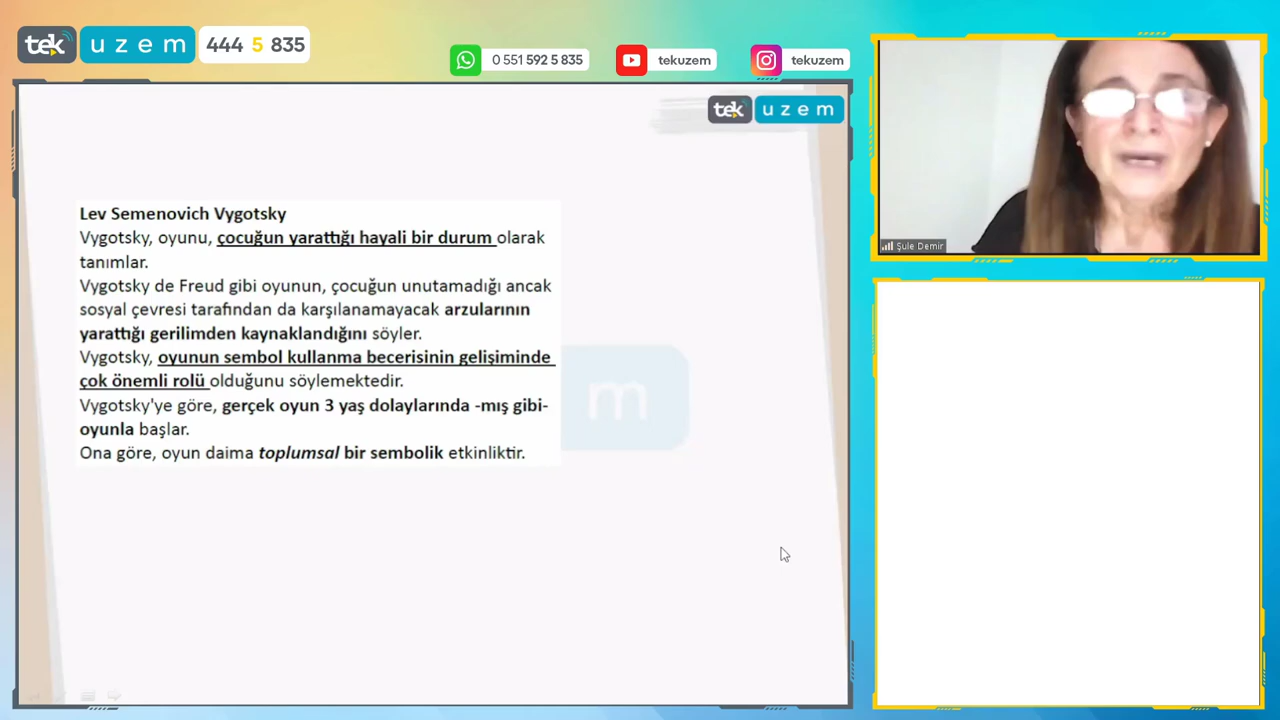 tek uzem 444 5 835
0 551 592 5 835
tekuzem
tekuzem
tek uzem
Lev Semenovich Vygotsky
Vygotsky, oyunu, çocuğun yarattığı hayali bir durum olarak
tanımlar.
Vygotsky de Freud gibi oyunun, çocuğun unutamadığı ancak
sosyal çevresi tarafından da karşılanamayacak arzularının
yarattığı gerilimden kaynaklandığını söyler.
Vygotsky, oyunun sembol kullanma becerisinin gelişiminde
çok önemli rolü olduğunu söylemektedir.
Vygotsky'ye göre, gerçek oyun 3 yaş dolaylarında -mış gibi-
oyunla başlar.
Ona göre, oyun daima toplumsal bir sembolik etkinliktir.
m
Şule Demir